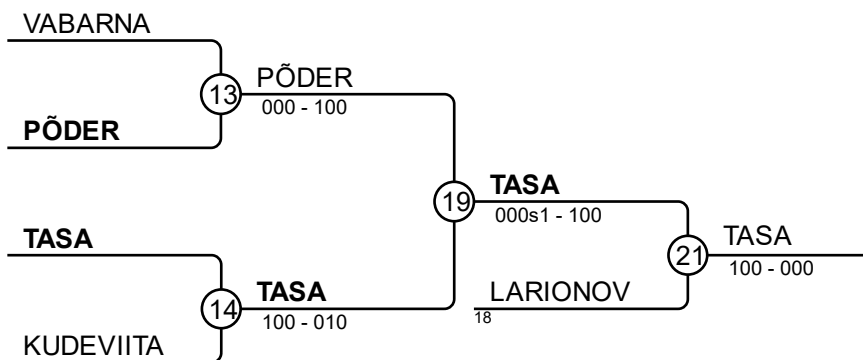 VABARNA
13
PÕDER
000 - 100
PÕDER
19
TASA
000s1 - 100
TASA
21
TASA
100 - 000
14
TASA
100 - 010
LARIONOV
18
KUDEVIITA